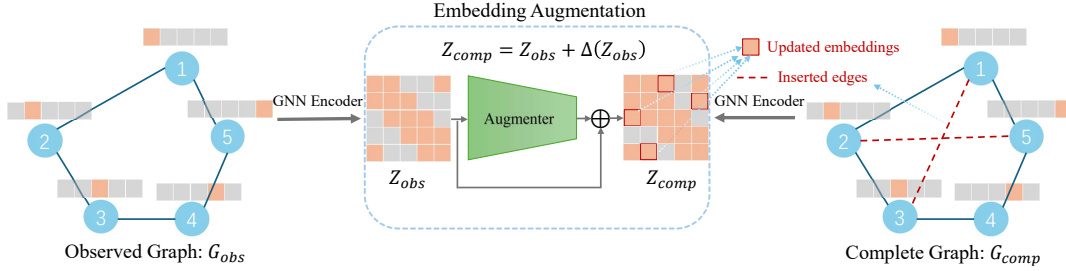 Embedding Augmentation
Z_comp = Z_obs + Δ(Z_obs)
Updated embeddings
Inserted edges
1
2
3
4
5
GNN Encoder
Augmenter
Z_obs
Z_comp
GNN Encoder
1
2
3
4
5
Observed Graph: G_obs
Complete Graph: G_comp